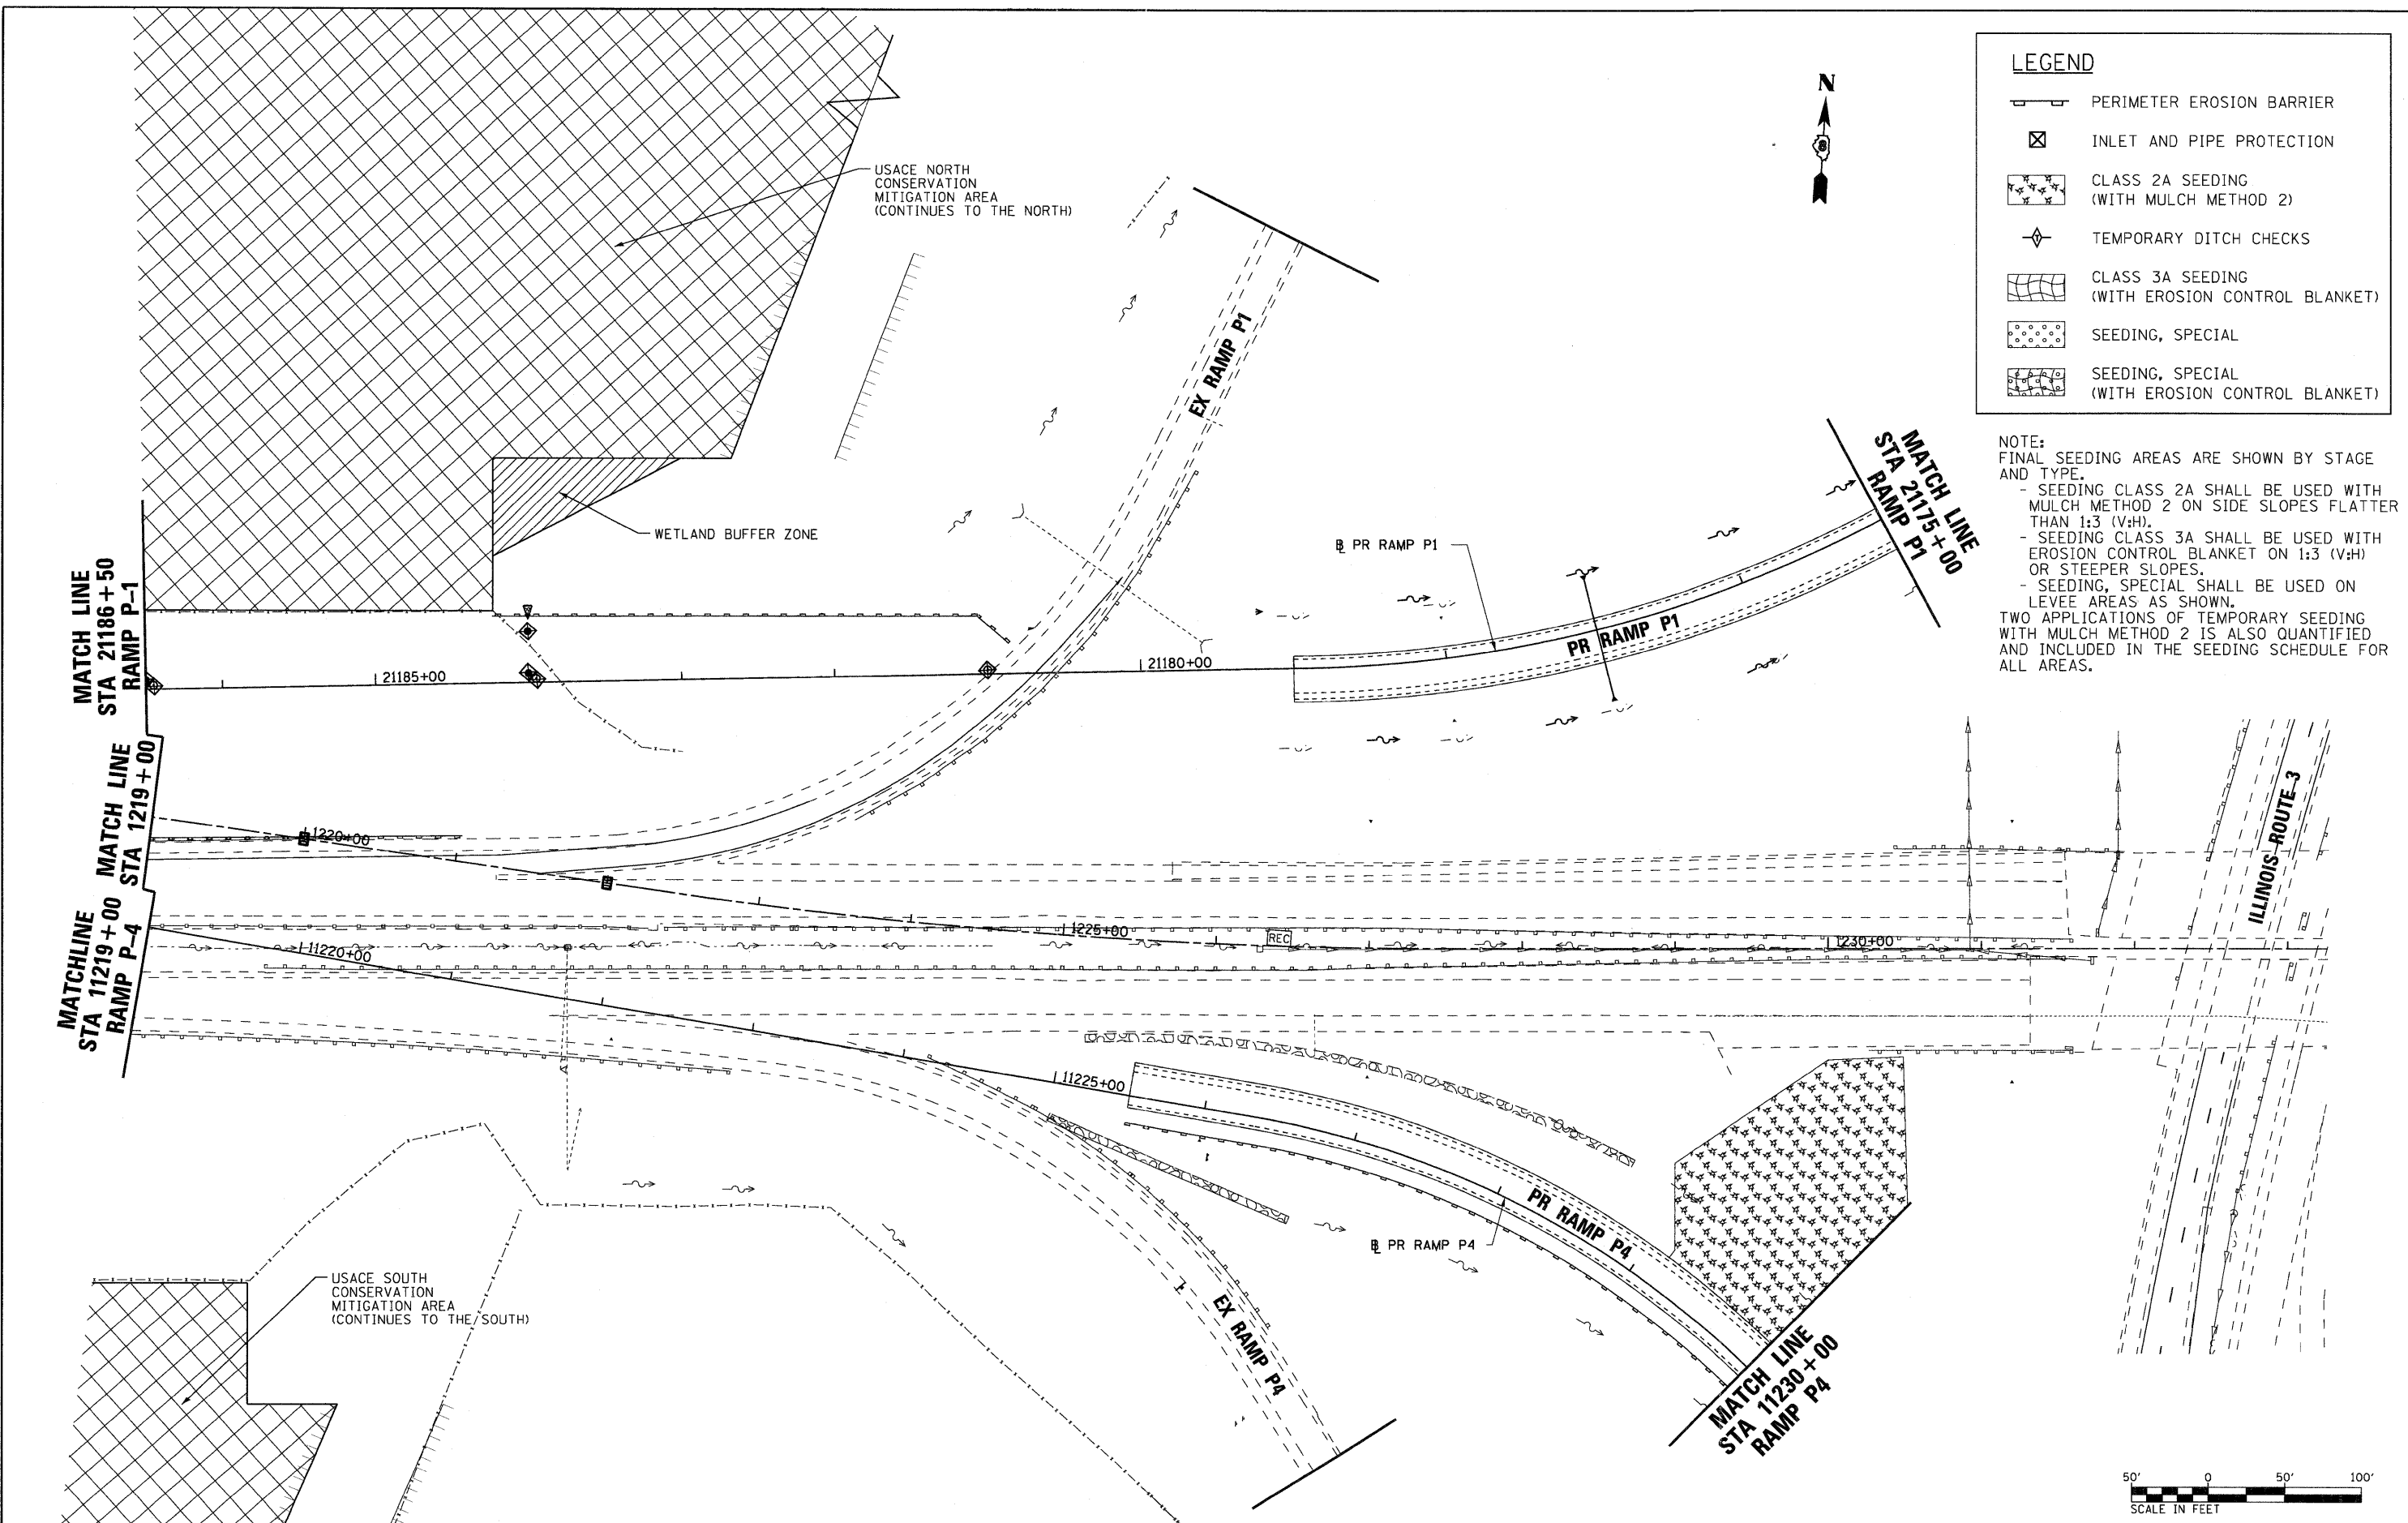 LEGEND
PERIMETER EROSION BARRIER
INLET AND PIPE PROTECTION
CLASS 2A SEEDING
(WITH MULCH METHOD 2)
TEMPORARY DITCH CHECKS
CLASS 3A SEEDING
(WITH EROSION CONTROL BLANKET)
SEEDING, SPECIAL
SEEDING, SPECIAL
(WITH EROSION CONTROL BLANKET)
N
8
USACE NORTH
CONSERVATION
MITIGATION AREA
(CONTINUES TO THE NORTH)
NOTE:
FINAL SEEDING AREAS ARE SHOWN BY STAGE
AND TYPE.
- SEEDING CLASS 2A SHALL BE USED WITH
MULCH METHOD 2 ON SIDE SLOPES FLATTER
THAN 1:3 (V:H).
- SEEDING CLASS 3A SHALL BE USED WITH
EROSION CONTROL BLANKET ON 1:3 (V:H)
OR STEEPER SLOPES.
- SEEDING, SPECIAL SHALL BE USED ON
LEVEE AREAS AS SHOWN.
TWO APPLICATIONS OF TEMPORARY SEEDING
WITH MULCH METHOD 2 IS ALSO QUANTIFIED
AND INCLUDED IN THE SEEDING SCHEDULE FOR
ALL AREAS.
EX RAMP P1
MATCH LINE
STA 21175+00
RAMP P1
WETLAND BUFFER ZONE
℄ PR RAMP P1
PR RAMP P1
MATCH LINE
STA 21186+50
RAMP P-1
21185+00
21180+00
MATCH LINE
STA 1219+00
1220+00
ILLINOIS ROUTE 3
MATCHLINE
STA 11219+00
RAMP P-4
11220+00
1225+00
REC
1230+00
11225+00
PR RAMP P4
℄ PR RAMP P4
EX RAMP P4
USACE SOUTH
CONSERVATION
MITIGATION AREA
(CONTINUES TO THE SOUTH)
MATCH LINE
STA 11230+00
RAMP P4
50' 0 50' 100'
SCALE IN FEET